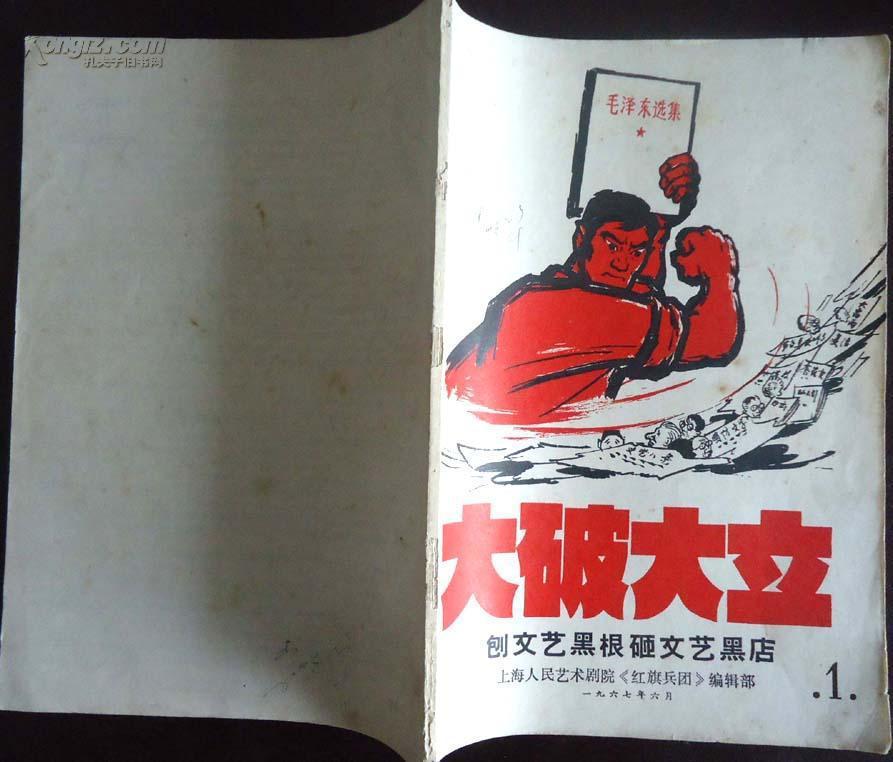 Kongfz.com
孔夫子旧书网
毛泽东选集
大破大立
刨文艺黑根砸文艺黑店
上海人民艺术剧院《红旗兵团》编辑部
一九六七年六月
.1.